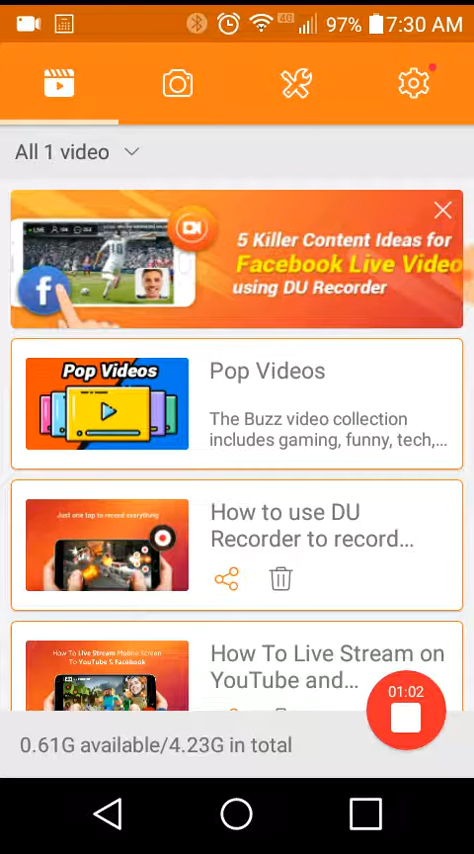 4G 97% 7:30 AM
All 1 video
LIVE
5 Killer Content Ideas for
Facebook Live Video
using DU Recorder
f
Pop Videos
Pop Videos
The Buzz video collection
includes gaming, funny, tech,...
Just one tap to record everything
How to use DU
Recorder to record...
How To Live Stream Mobile Screen
To YouTube & Facebook
How To Live Stream on
YouTube and...
01:02
0.61G available/4.23G in total